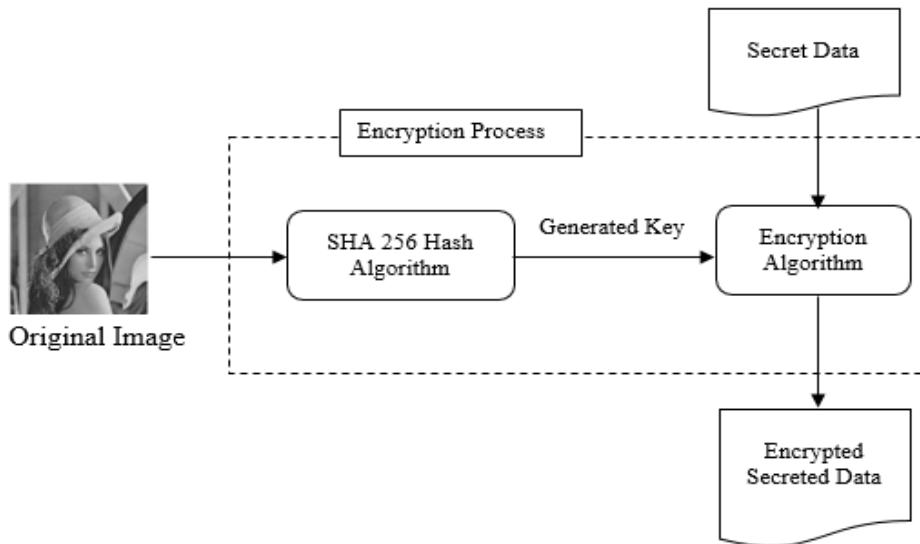 Secret Data
Encryption Process
SHA 256 Hash
Algorithm
Generated Key
Encryption
Algorithm
Original Image
Encrypted
Secreted Data